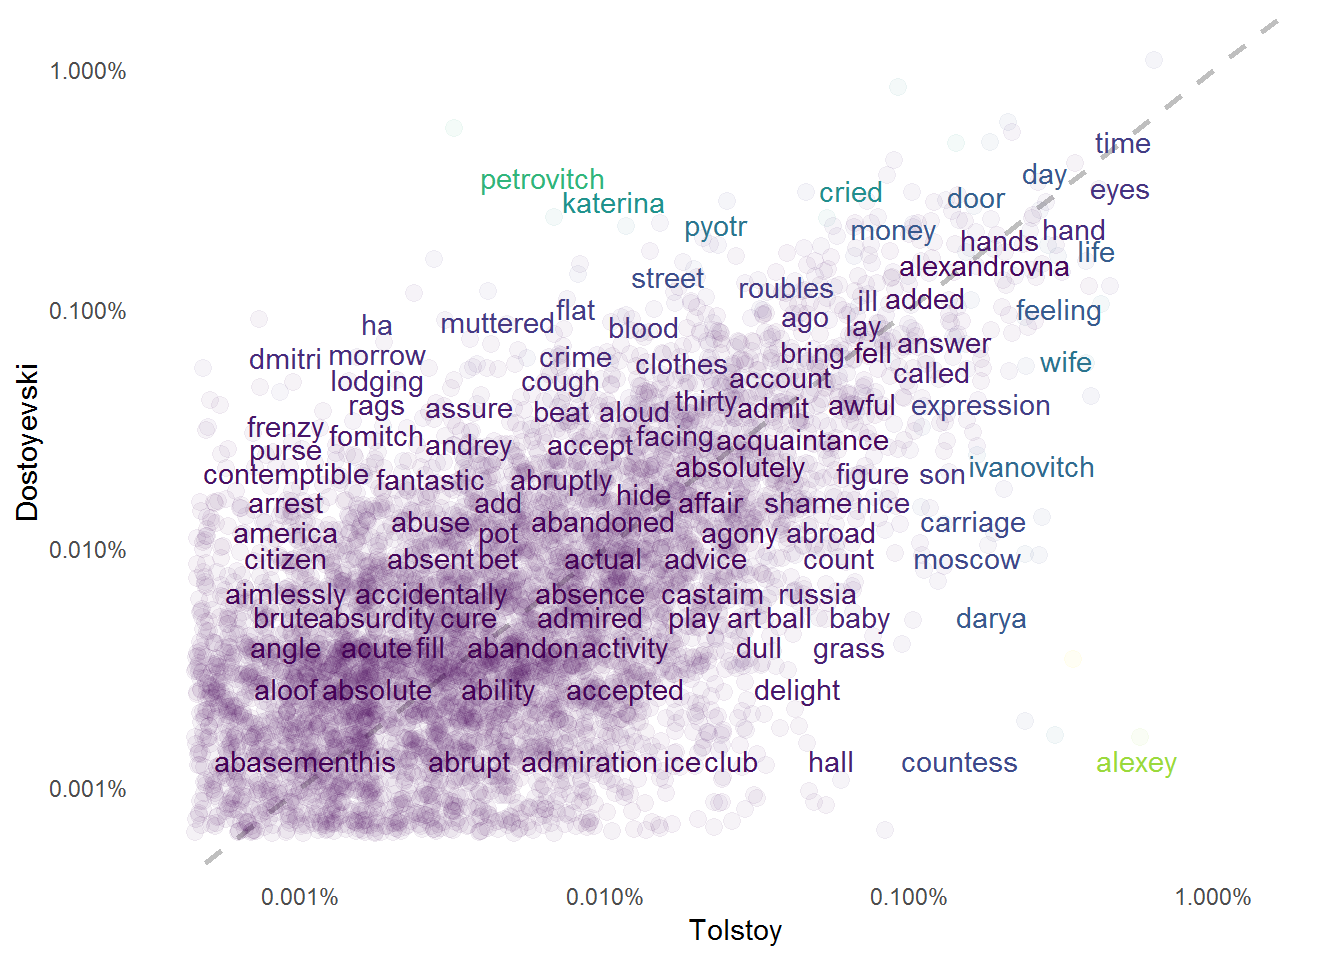 1.000%
time
day
petrovitch
cried
eyes
katerina
door
pyotr
money
hand
hands
life
alexandrovna
street
roubles
ill
added
0.100%
flat
feeling
ha
muttered
blood
ago
lay
dmitri
morrow
crime
clothes
bring
fell
answer
wife
lodging
cough
account
called
rags
assure
beat
aloud
thirty
admit
awful
expression
Dostoyevski
frenzy
fomitch
facing
acquaintance
purse
andrey
accept
contemptible
fantastic
abruptly
absolutely
figure
son
ivanovitch
arrest
add
hide
affair
shame
nice
america
abuse
pot
abandoned
agony
abroad
carriage
0.010%
citizen
absent
bet
actual
advice
count
moscow
aimlessly
accidentally
absence
castaim
russia
brute
absurdity
cure
admired
play
art
ball
baby
darya
angle
acute
fill
abandon
activity
dull
grass
aloof
absolute
ability
accepted
delight
abasementhis
abrupt
admiration
ice
club
hall
countess
alexey
0.001%
0.001%
0.010%
0.100%
1.000%
Tolstoy